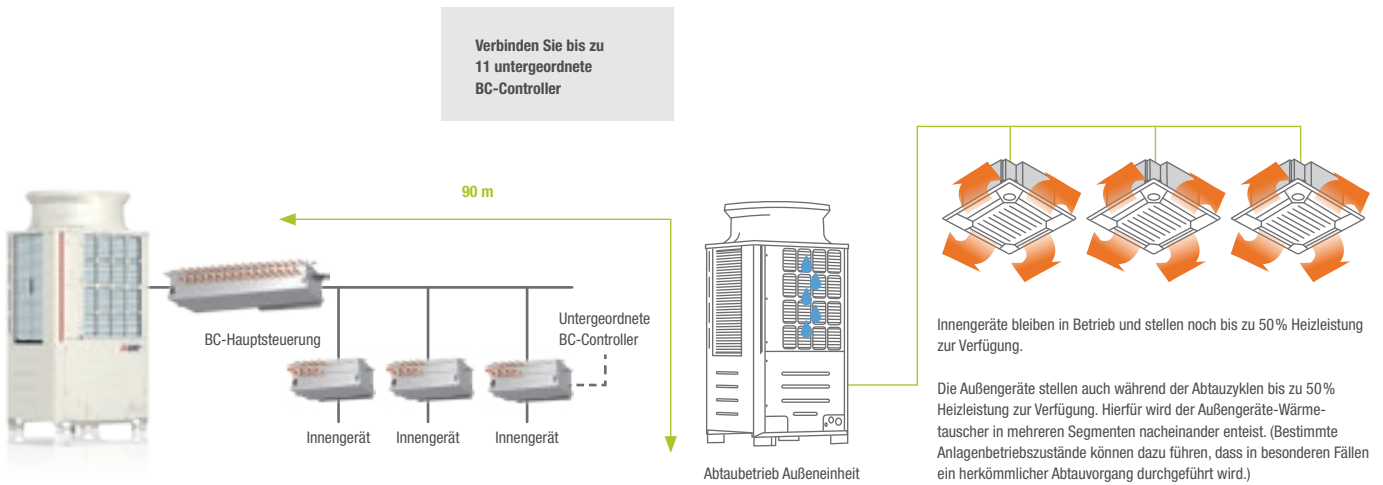 Verbinden Sie bis zu
11 untergeordnete
BC-Controller
90 m
BC-Hauptsteuerung
Untergeordnete
BC-Controller
Innengerät
Innengerät
Innengerät
Abtaubetrieb Außeneinheit
Innengeräte bleiben in Betrieb und stellen noch bis zu 50 % Heizleistung
zur Verfügung.
Die Außengeräte stellen auch während der Abtauzyklen bis zu 50 %
Heizleistung zur Verfügung. Hierfür wird der Außengeräte-Wärme-
tauscher in mehreren Segmenten nacheinander enteist. (Bestimmte
Anlagenbetriebszustände können dazu führen, dass in besonderen Fällen
ein herkömmlicher Abtauvorgang durchgeführt wird.)